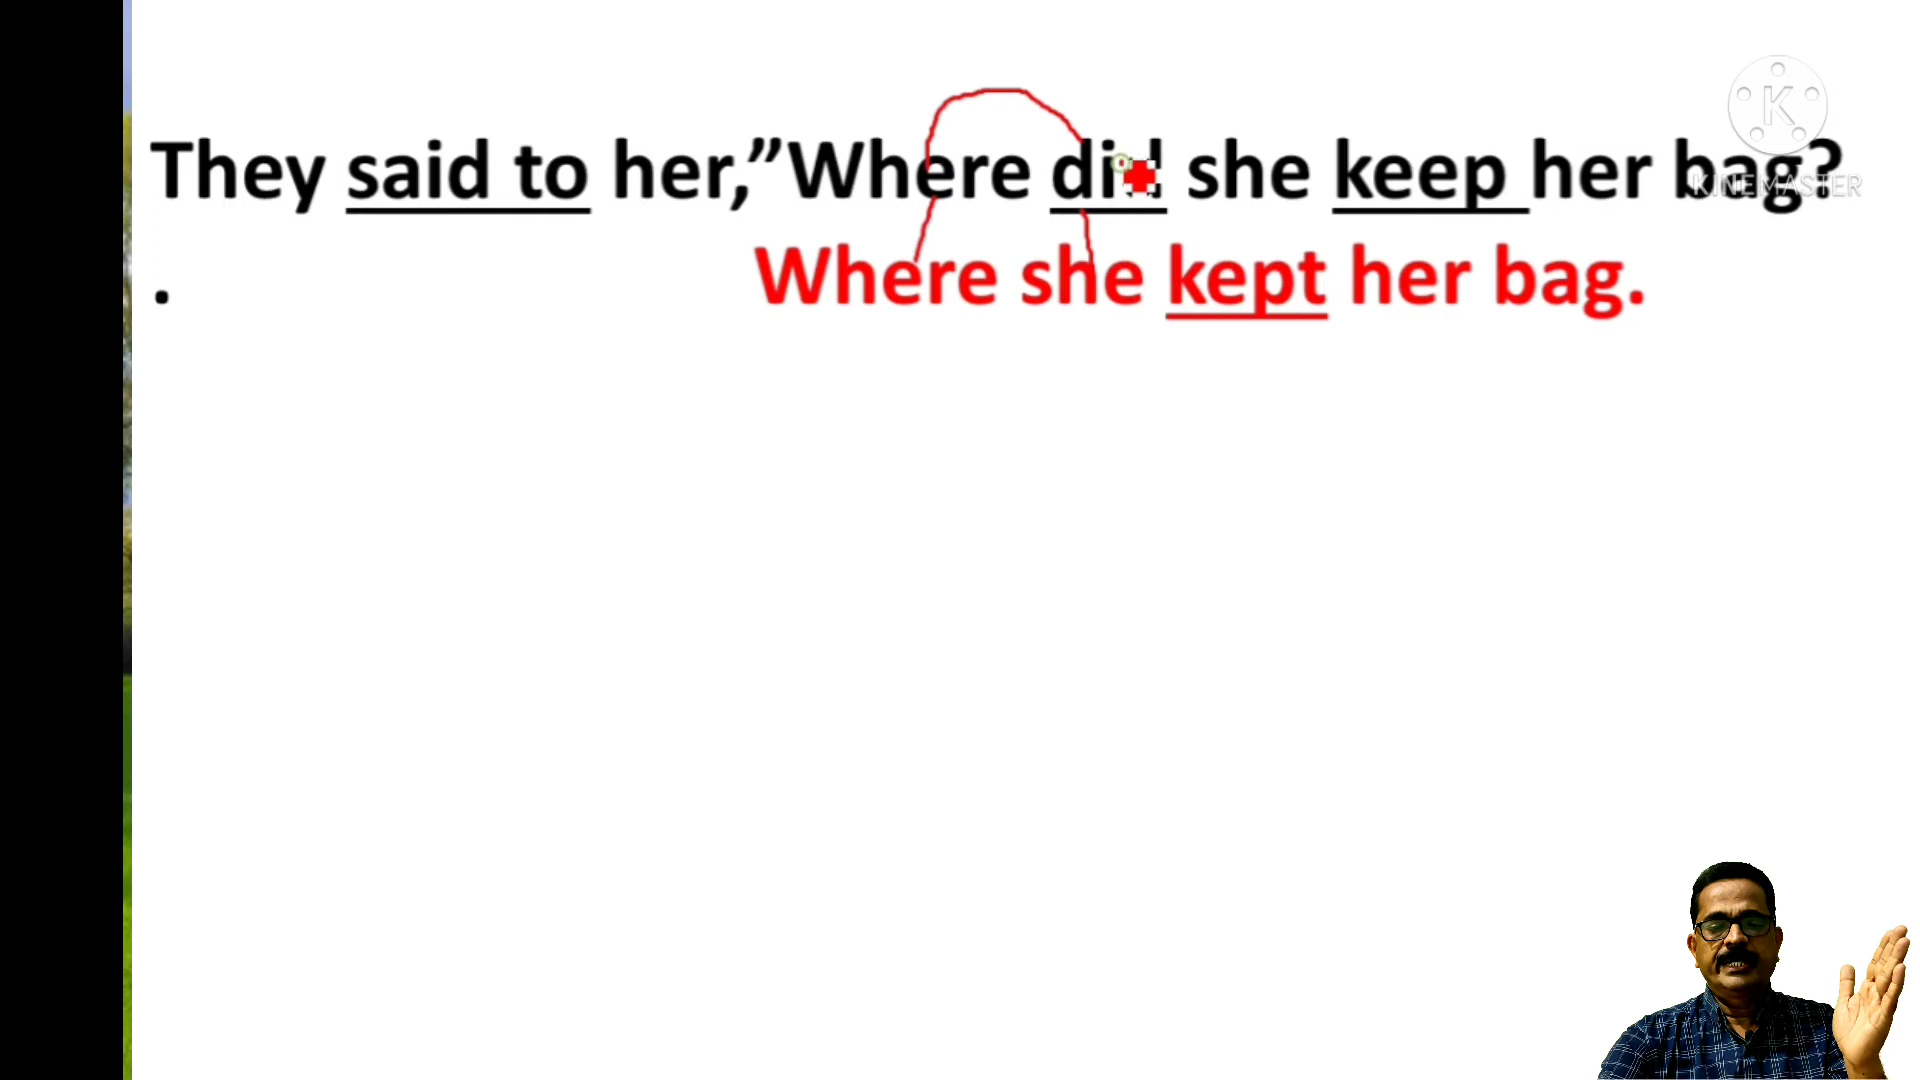 They said to her,”Where did she keep her bag?
.
Where she kept her bag.
K
KINEMASTER